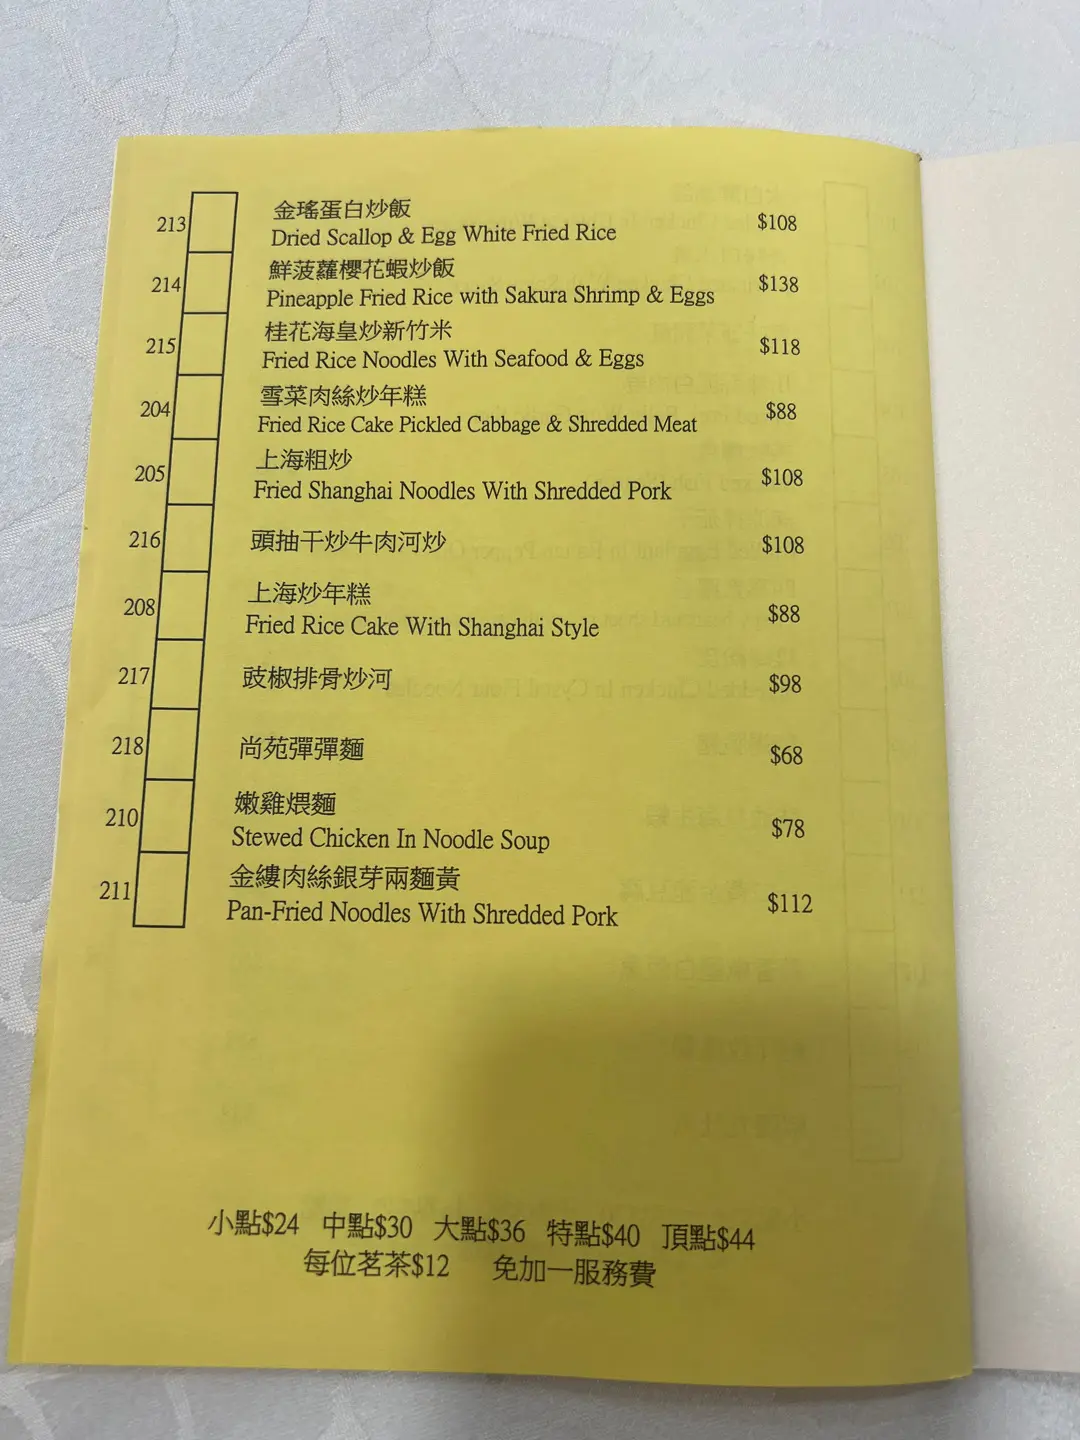 213 金瑤蛋白炒飯 $108
Dried Scallop & Egg White Fried Rice
214 鮮菠蘿櫻花蝦炒飯 $138
Pineapple Fried Rice with Sakura Shrimp & Eggs
215 桂花海皇炒新竹米 $118
Fried Rice Noodles With Seafood & Eggs
204 雪菜肉絲炒年糕 $88
Fried Rice Cake Pickled Cabbage & Shredded Meat
205 上海粗炒 $108
Fried Shanghai Noodles With Shredded Pork
216 頭抽干炒牛肉河炒 $108
208 上海炒年糕 $88
Fried Rice Cake With Shanghai Style
217 豉椒排骨炒河 $98
218 尚苑彈彈麵 $68
210 嫩雞煨麵 $78
Stewed Chicken In Noodle Soup
211 金縷肉絲銀芽兩麵黃 $112
Pan-Fried Noodles With Shredded Pork
小點$24 中點$30 大點$36 特點$40 頂點$44
每位茗茶$12 免加一服務費